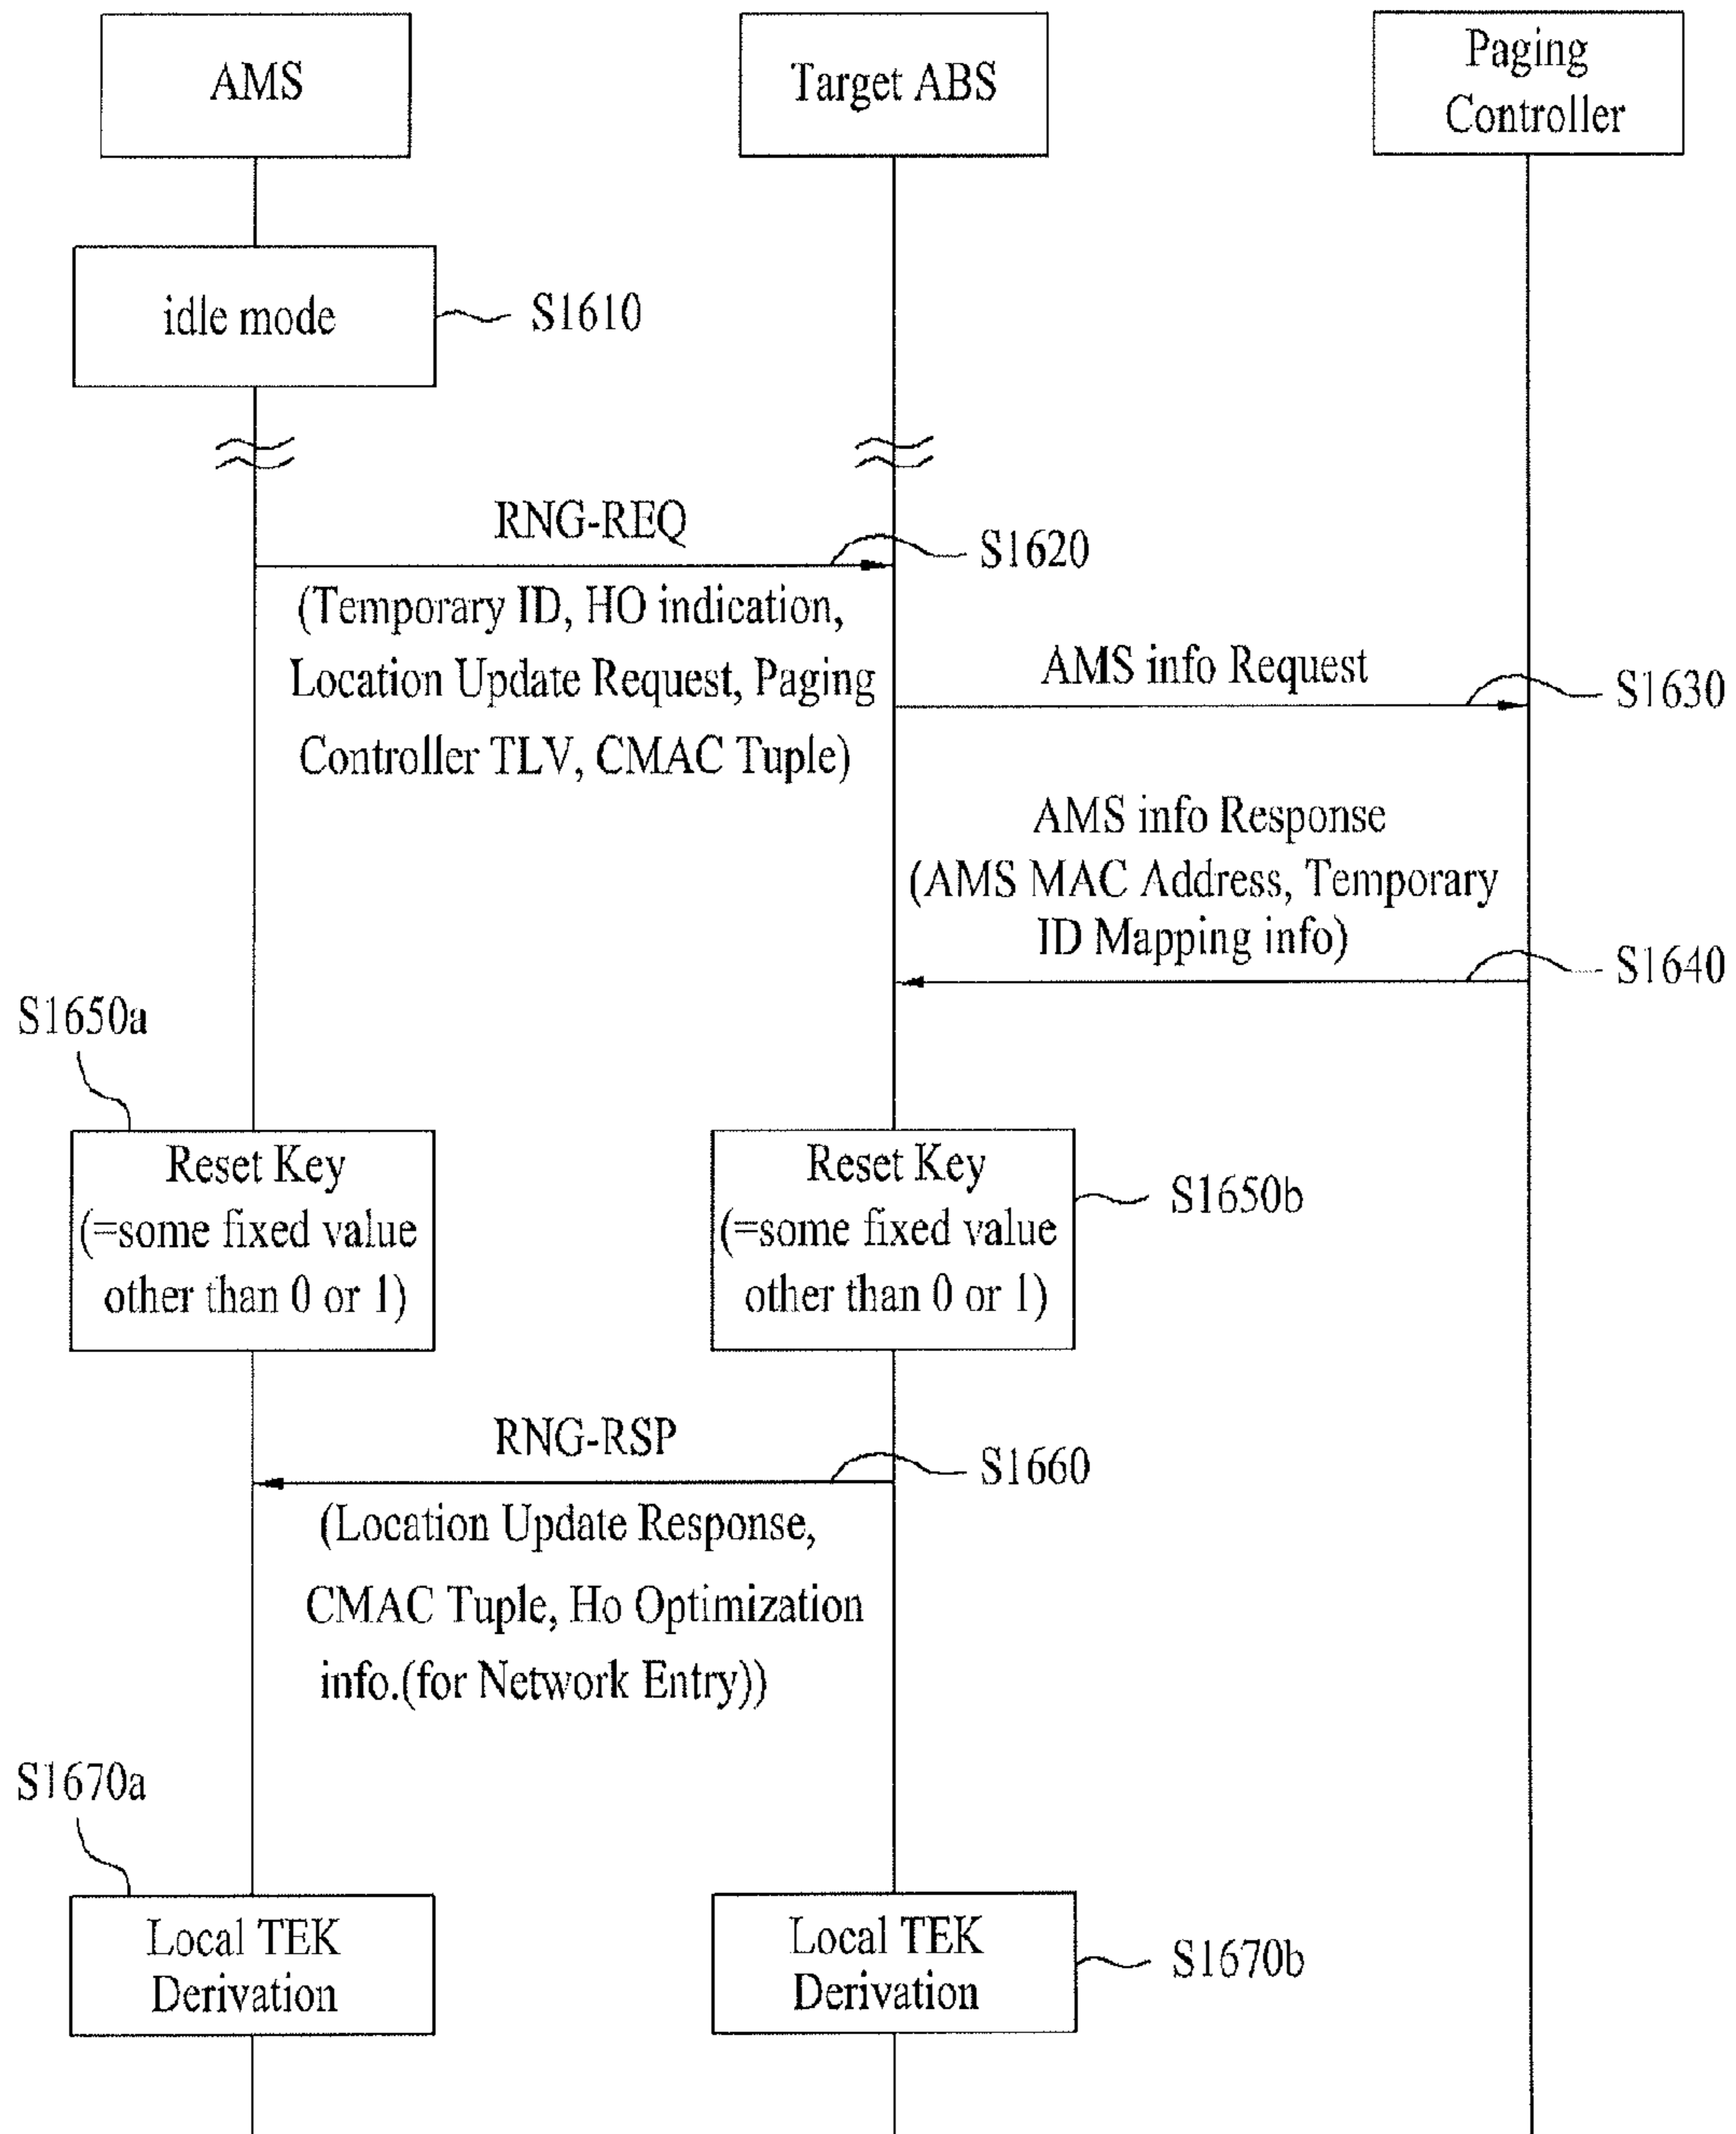 AMS
Target ABS
Paging
Controller
idle mode
S1610
RNG-REQ
S1620
(Temporary ID, HO indication,
Location Update Request, Paging
Controller TLV, CMAC Tuple)
AMS info Request
S1630
AMS info Response
(AMS MAC Address, Temporary
ID Mapping info)
S1640
S1650a
Reset Key
(=some fixed value
other than 0 or 1)
Reset Key
(=some fixed value
other than 0 or 1)
S1650b
RNG-RSP
S1660
(Location Update Response,
CMAC Tuple, Ho Optimization
info.(for Network Entry))
S1670a
Local TEK
Derivation
Local TEK
Derivation
S1670b